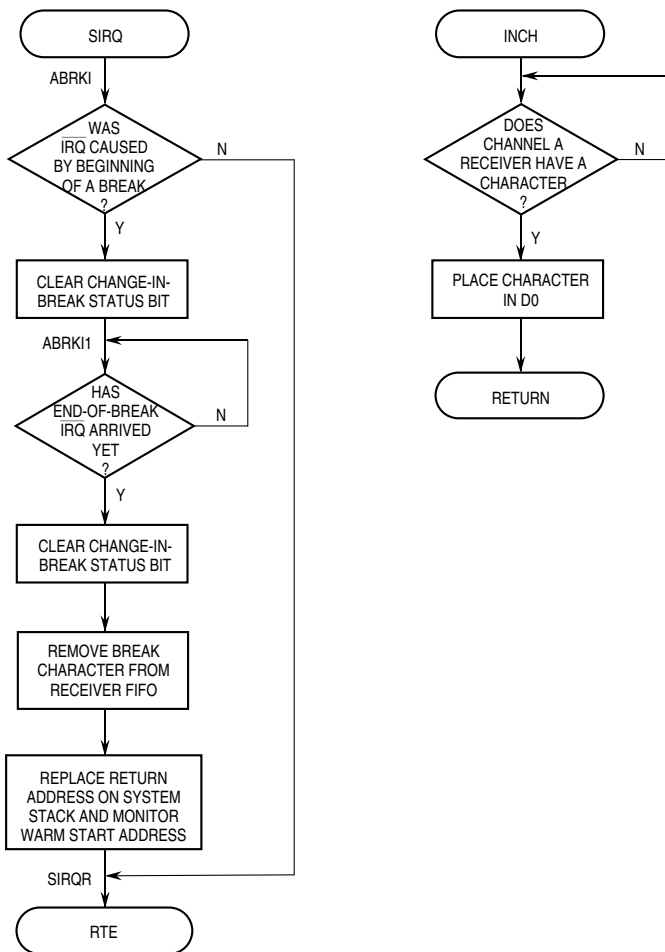 SIRQ
ABRKI
WAS
IRQ CAUSED
BY BEGINNING
OF A BREAK
?
N
Y
CLEAR CHANGE-IN-
BREAK STATUS BIT
ABRKI1
HAS
END-OF-BREAK
IRQ ARRIVED
YET
?
N
Y
CLEAR CHANGE-IN-
BREAK STATUS BIT
REMOVE BREAK
CHARACTER FROM
RECEIVER FIFO
REPLACE RETURN
ADDRESS ON SYSTEM
STACK AND MONITOR
WARM START ADDRESS
SIRQR
RTE
INCH
DOES
CHANNEL A
RECEIVER HAVE A
CHARACTER
?
N
Y
PLACE CHARACTER
IN D0
RETURN